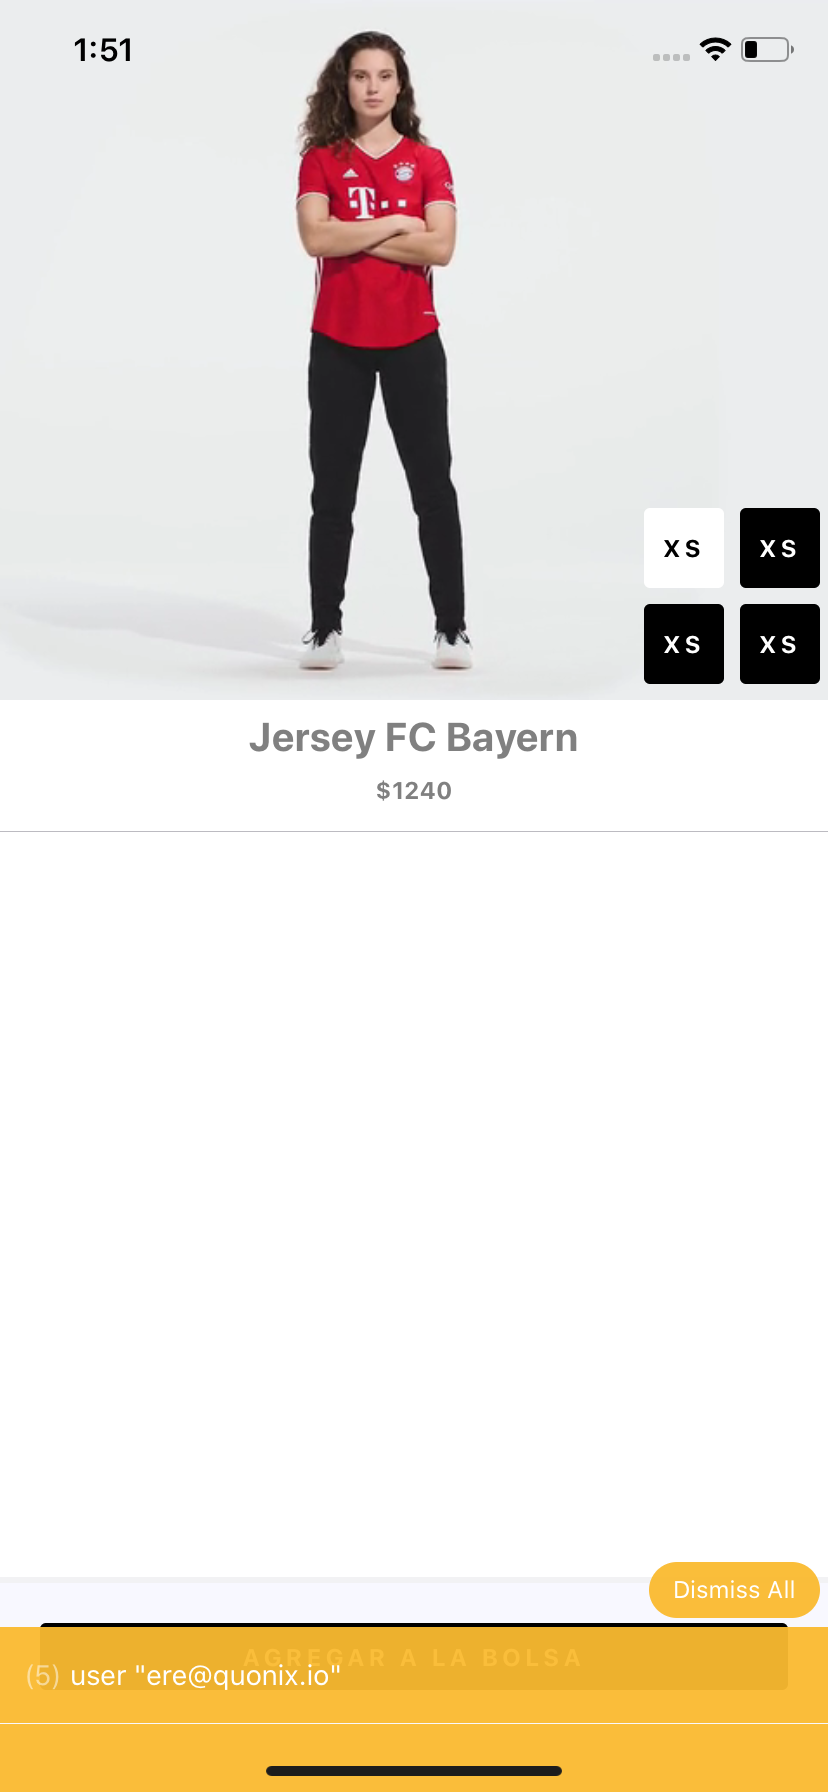 1:51
T
XS
XS
XS
XS
Jersey FC Bayern
$1240
Dismiss All
AGREGAR A LA BOLSA
(5) user "ere@quonix.io"